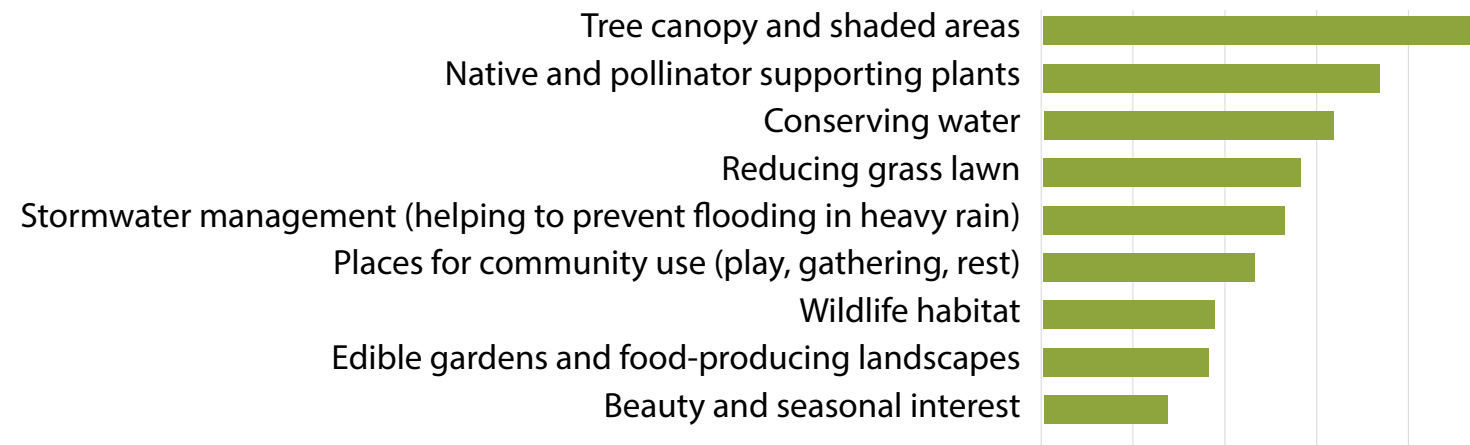 Tree canopy and shaded areas
Native and pollinator supporting plants
Conserving water
Reducing grass lawn
Stormwater management (helping to prevent flooding in heavy rain)
Places for community use (play, gathering, rest)
Wildlife habitat
Edible gardens and food-producing landscapes
Beauty and seasonal interest